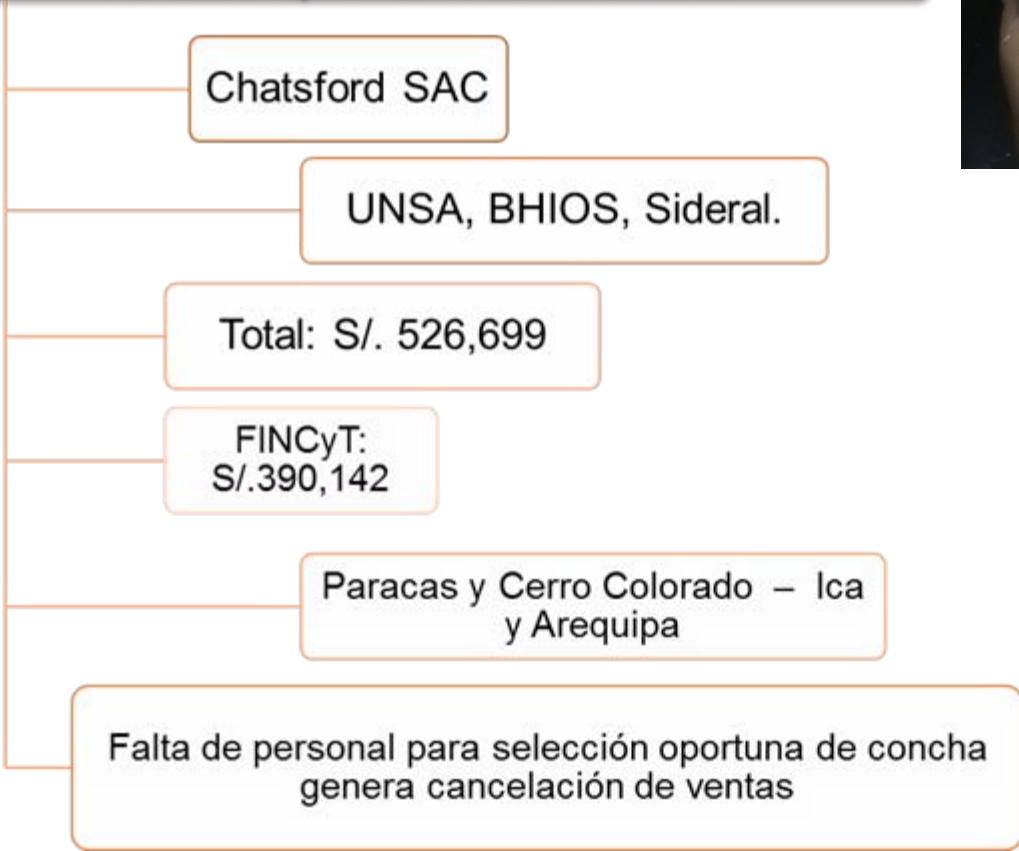 Chatsford SAC
UNSA, BHIOS, Sideral.
Total: S/. 526,699
FINCyT:
S/.390,142
Paracas y Cerro Colorado – Ica
y Arequipa
Falta de personal para selección oportuna de concha
genera cancelación de ventas